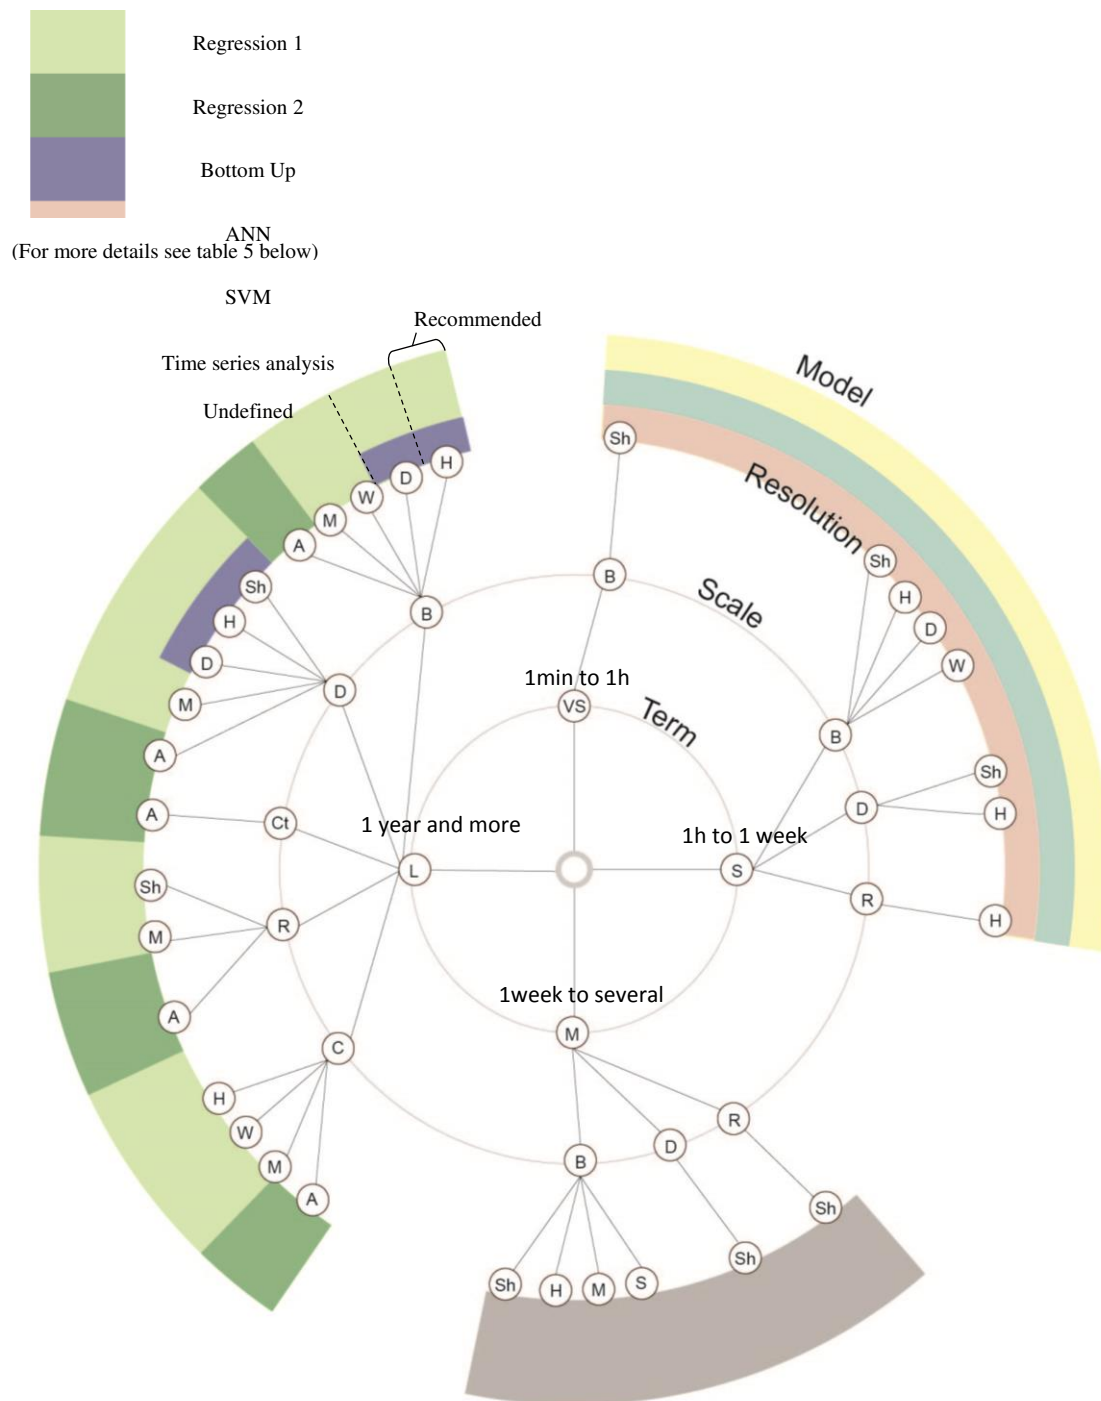 Regression 1
Regression 2
Bottom Up
ANN
(For more details see table 5 below)
SVM
Recommended
Time series analysis
Undefined
Model
Resolution
Scale
Term
1min to 1h
VS
1 year and more
L
1h to 1 week
S
1week to several
M
B
Sh
B
Sh
H
D
W
D
Sh
H
R
H
R
Sh
D
Sh
B
Sh
H
M
S
B
A
M
W
D
H
D
Sh
H
D
M
A
Ct
A
R
Sh
M
A
C
H
W
M
A